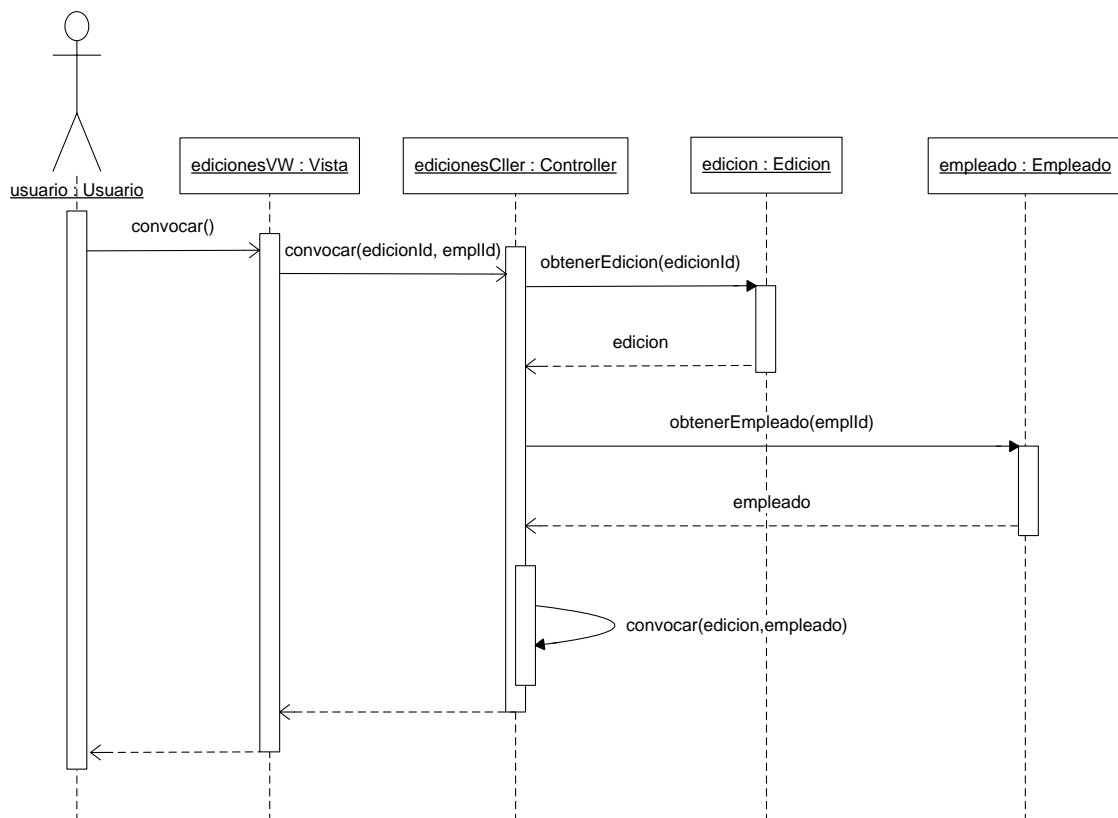 edicionesVW : Vista
edicionesCller : Controller
edicion : Edicion
empleado : Empleado
usuario : Usuario
convocar()
convocar(edicionId, emplId)
obtenerEdicion(edicionId)
edicion
obtenerEmpleado(emplId)
empleado
convocar(edicion,empleado)